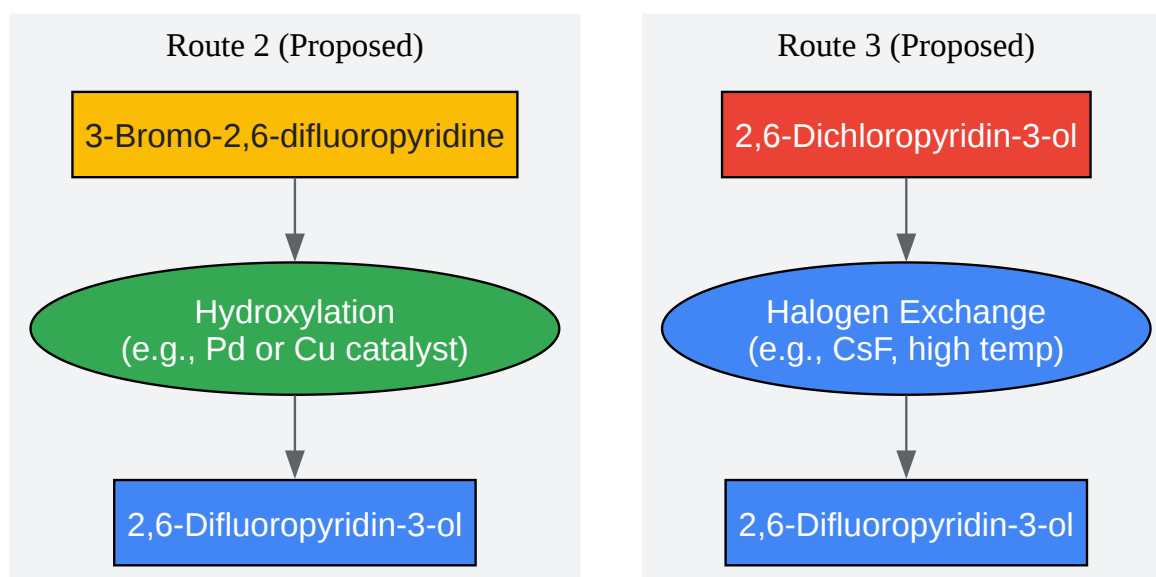 Route 2 (Proposed)
3-Bromo-2,6-difluoropyridine
Hydroxylation
(e.g., Pd or Cu catalyst)
2,6-Difluoropyridin-3-ol
Route 3 (Proposed)
2,6-Dichloropyridin-3-ol
Halogen Exchange
(e.g., CsF, high temp)
2,6-Difluoropyridin-3-ol